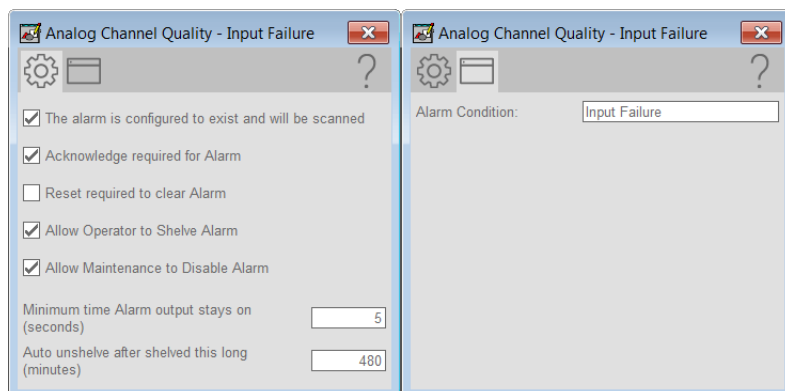 Analog Channel Quality - Input Failure
?
The alarm is configured to exist and will be scanned
Acknowledge required for Alarm
Reset required to clear Alarm
Allow Operator to Shelve Alarm
Allow Maintenance to Disable Alarm
Minimum time Alarm output stays on
(seconds)
5
Auto unshelve after shelved this long
(minutes)
480
Analog Channel Quality - Input Failure
?
Alarm Condition:
Input Failure